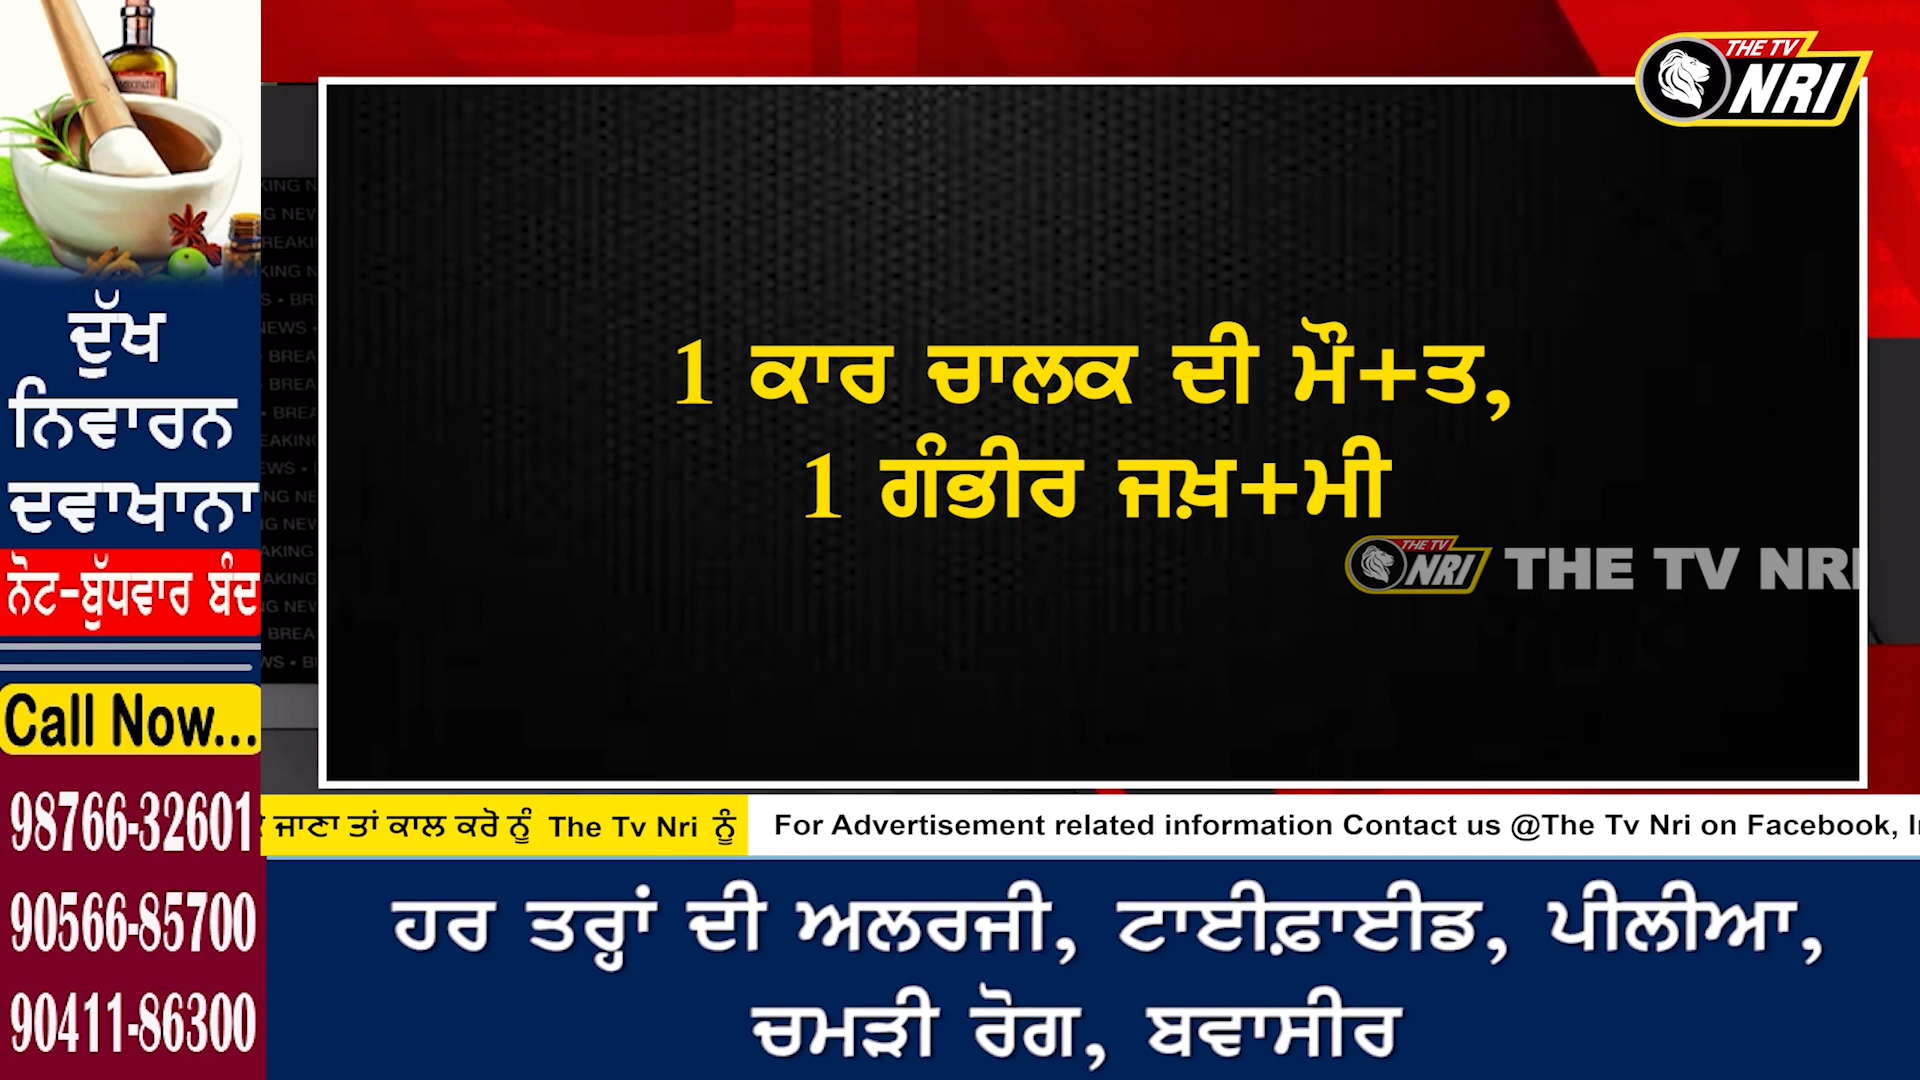 THE TV
NRI
1 ਕਾਰ ਚਾਲਕ ਦੀ ਮੌ+ਤ,
1 ਗੰਭੀਰ ਜਖ਼+ਮੀ
THE TV
NRI THE TV NRI
ਦੁੱਖ
ਨਿਵਾਰਨ
ਦਵਾਖਾਨਾ
ਨੋਟ-ਬੁੱਧਵਾਰ ਬੰਦ
Call Now...
98766-32601
90566-85700
90411-86300
ਜਾਣਾ ਤਾਂ ਕਾਲ ਕਰੋ ਨੂੰ The Tv Nri ਨੂੰ
For Advertisement related information Contact us @The Tv Nri on Facebook,
ਹਰ ਤਰ੍ਹਾਂ ਦੀ ਅਲਰਜੀ, ਟਾਈਫ਼ਾਈਡ, ਪੀਲੀਆ,
ਚਮੜੀ ਰੋਗ, ਬਵਾਸੀਰ